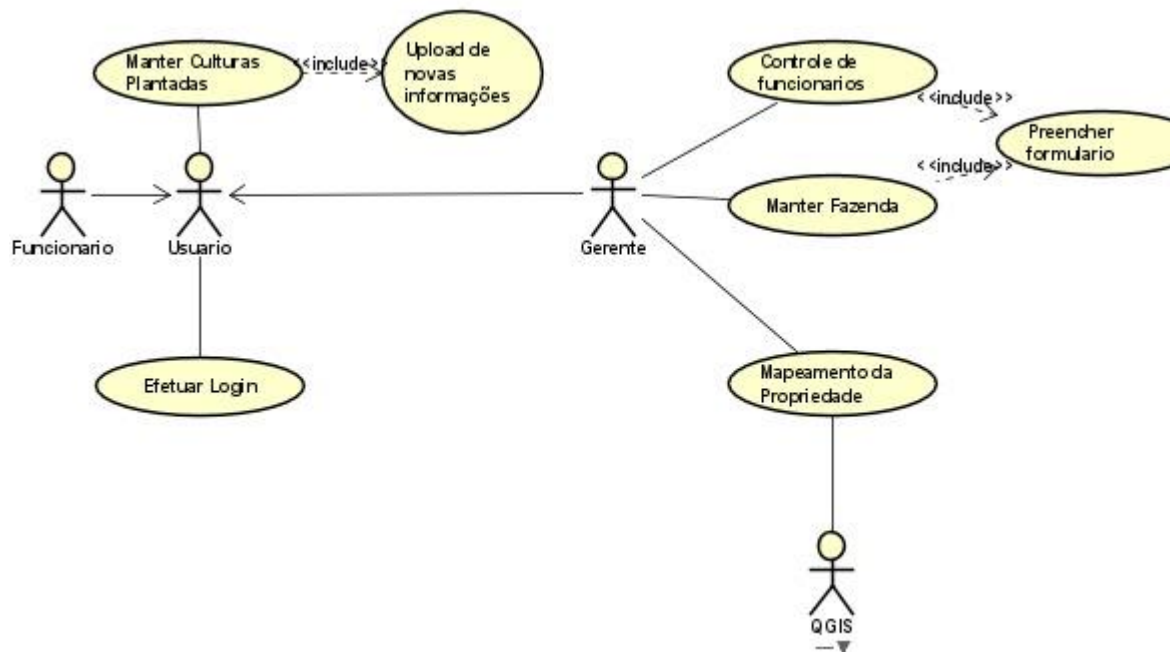 Manter Culturas
Plantadas
<<include>>
Upload de
novas
informações
Controle de
funcionarios
<<include>>
Preencher
formulario
<<include>>
Manter Fazenda
Funcionario
Usuario
Gerente
Efetuar Login
Mapeamento da
Propriedade
QGIS